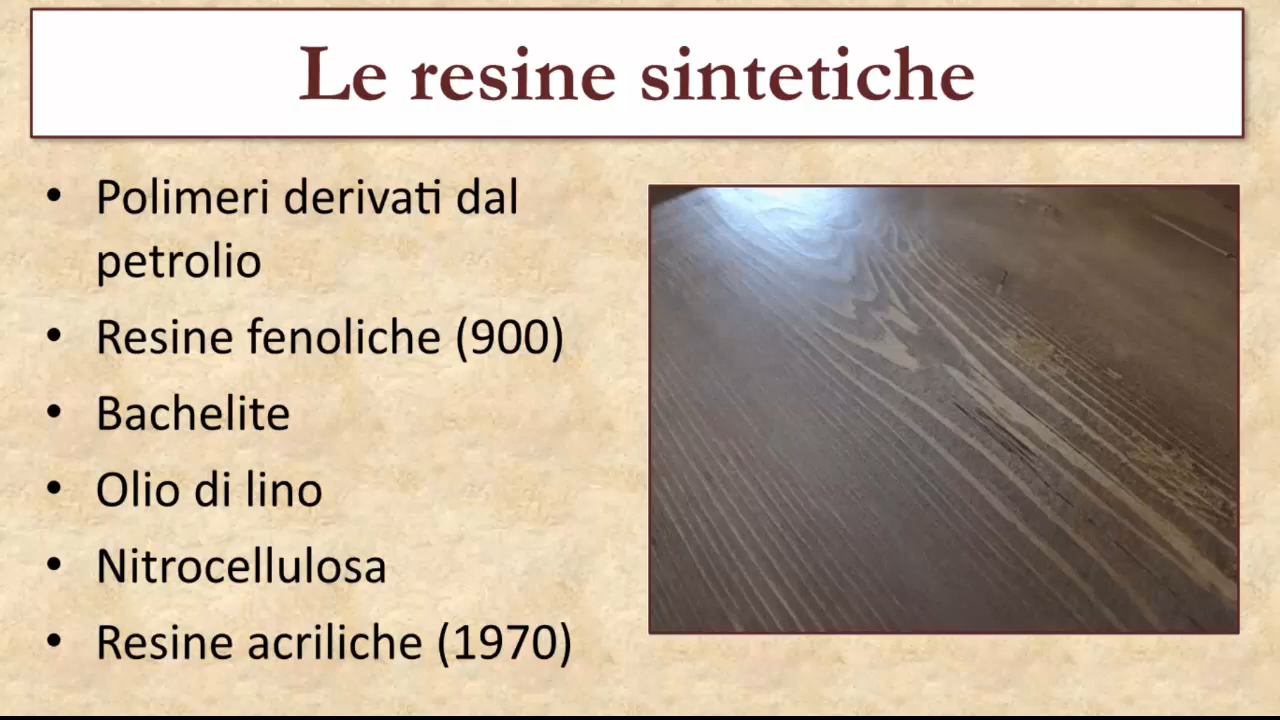 Le resine sintetiche
• Polimeri derivati dal
petrolio
• Resine fenoliche (900)
• Bachelite
• Olio di lino
• Nitrocellulosa
• Resine acriliche (1970)